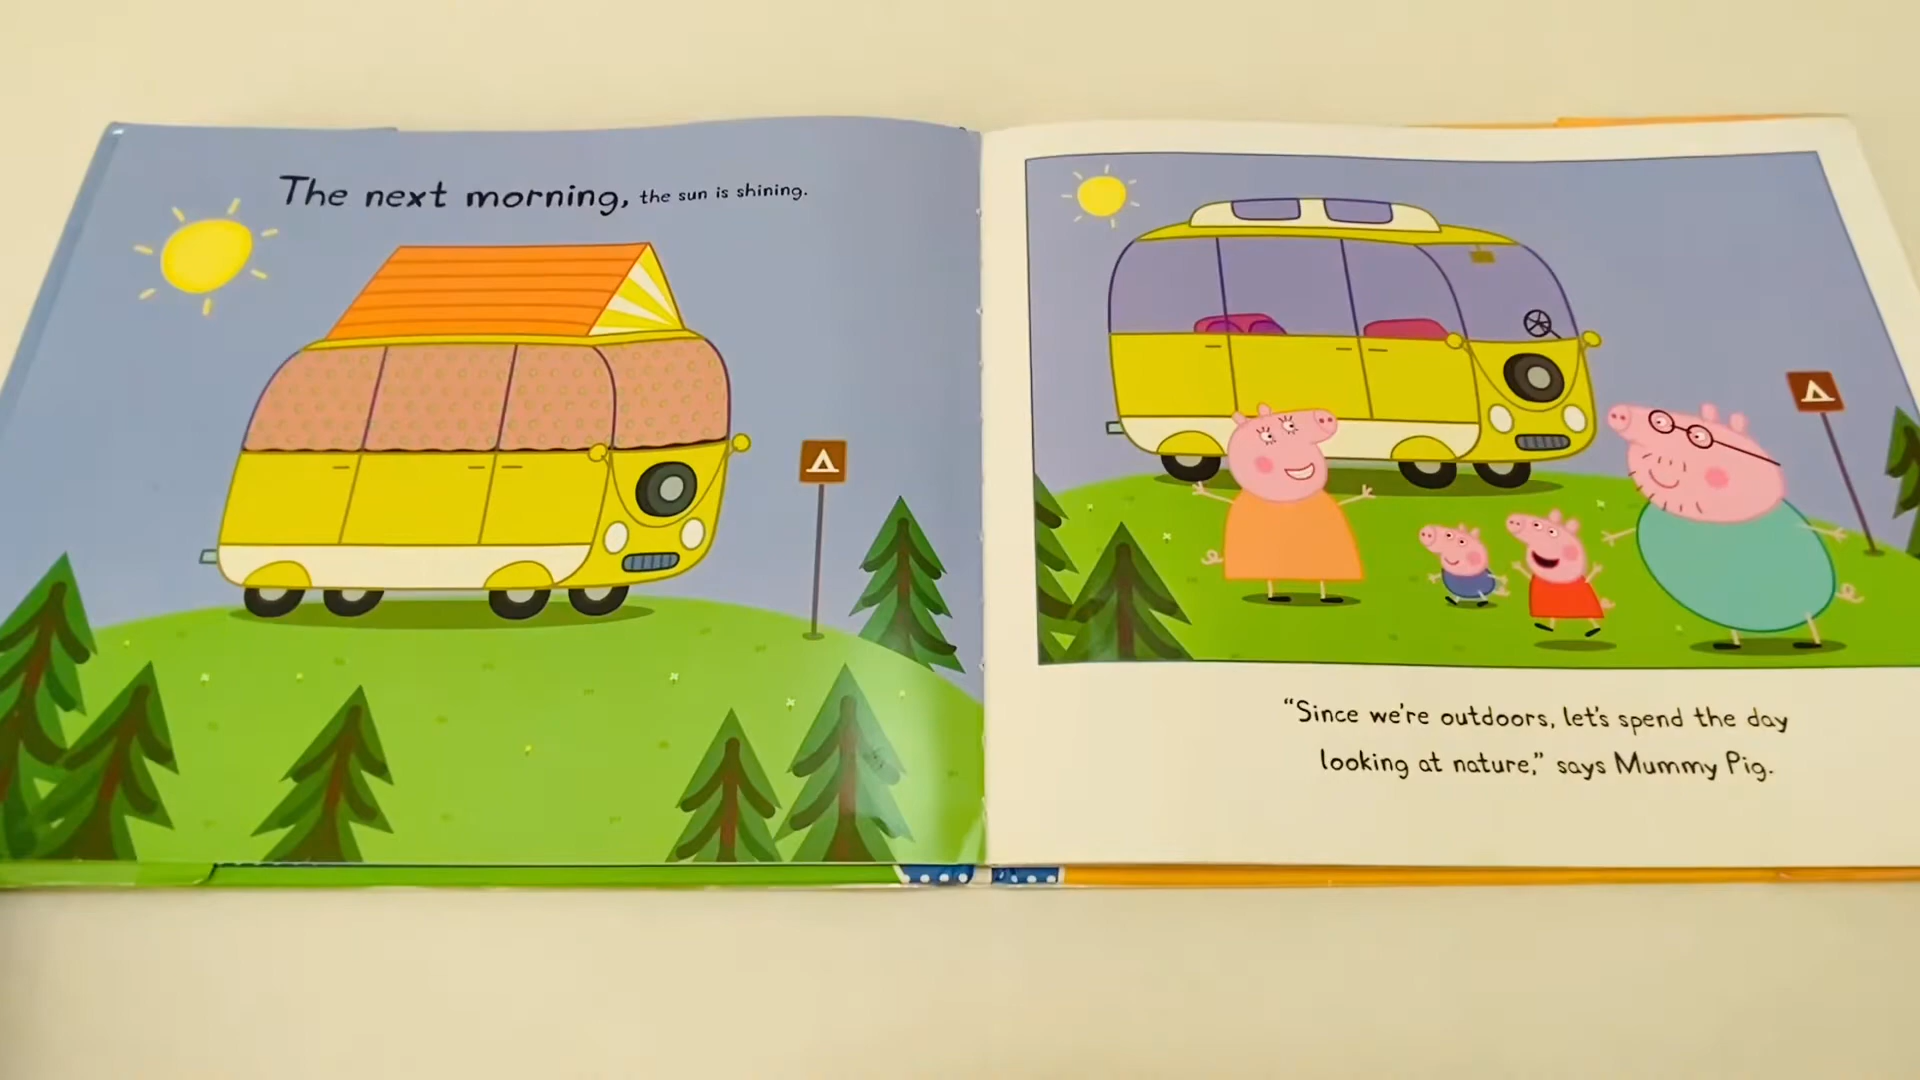 The next morning, the sun is shining.
“Since we're outdoors, let's spend the day
looking at nature,” says Mummy Pig.